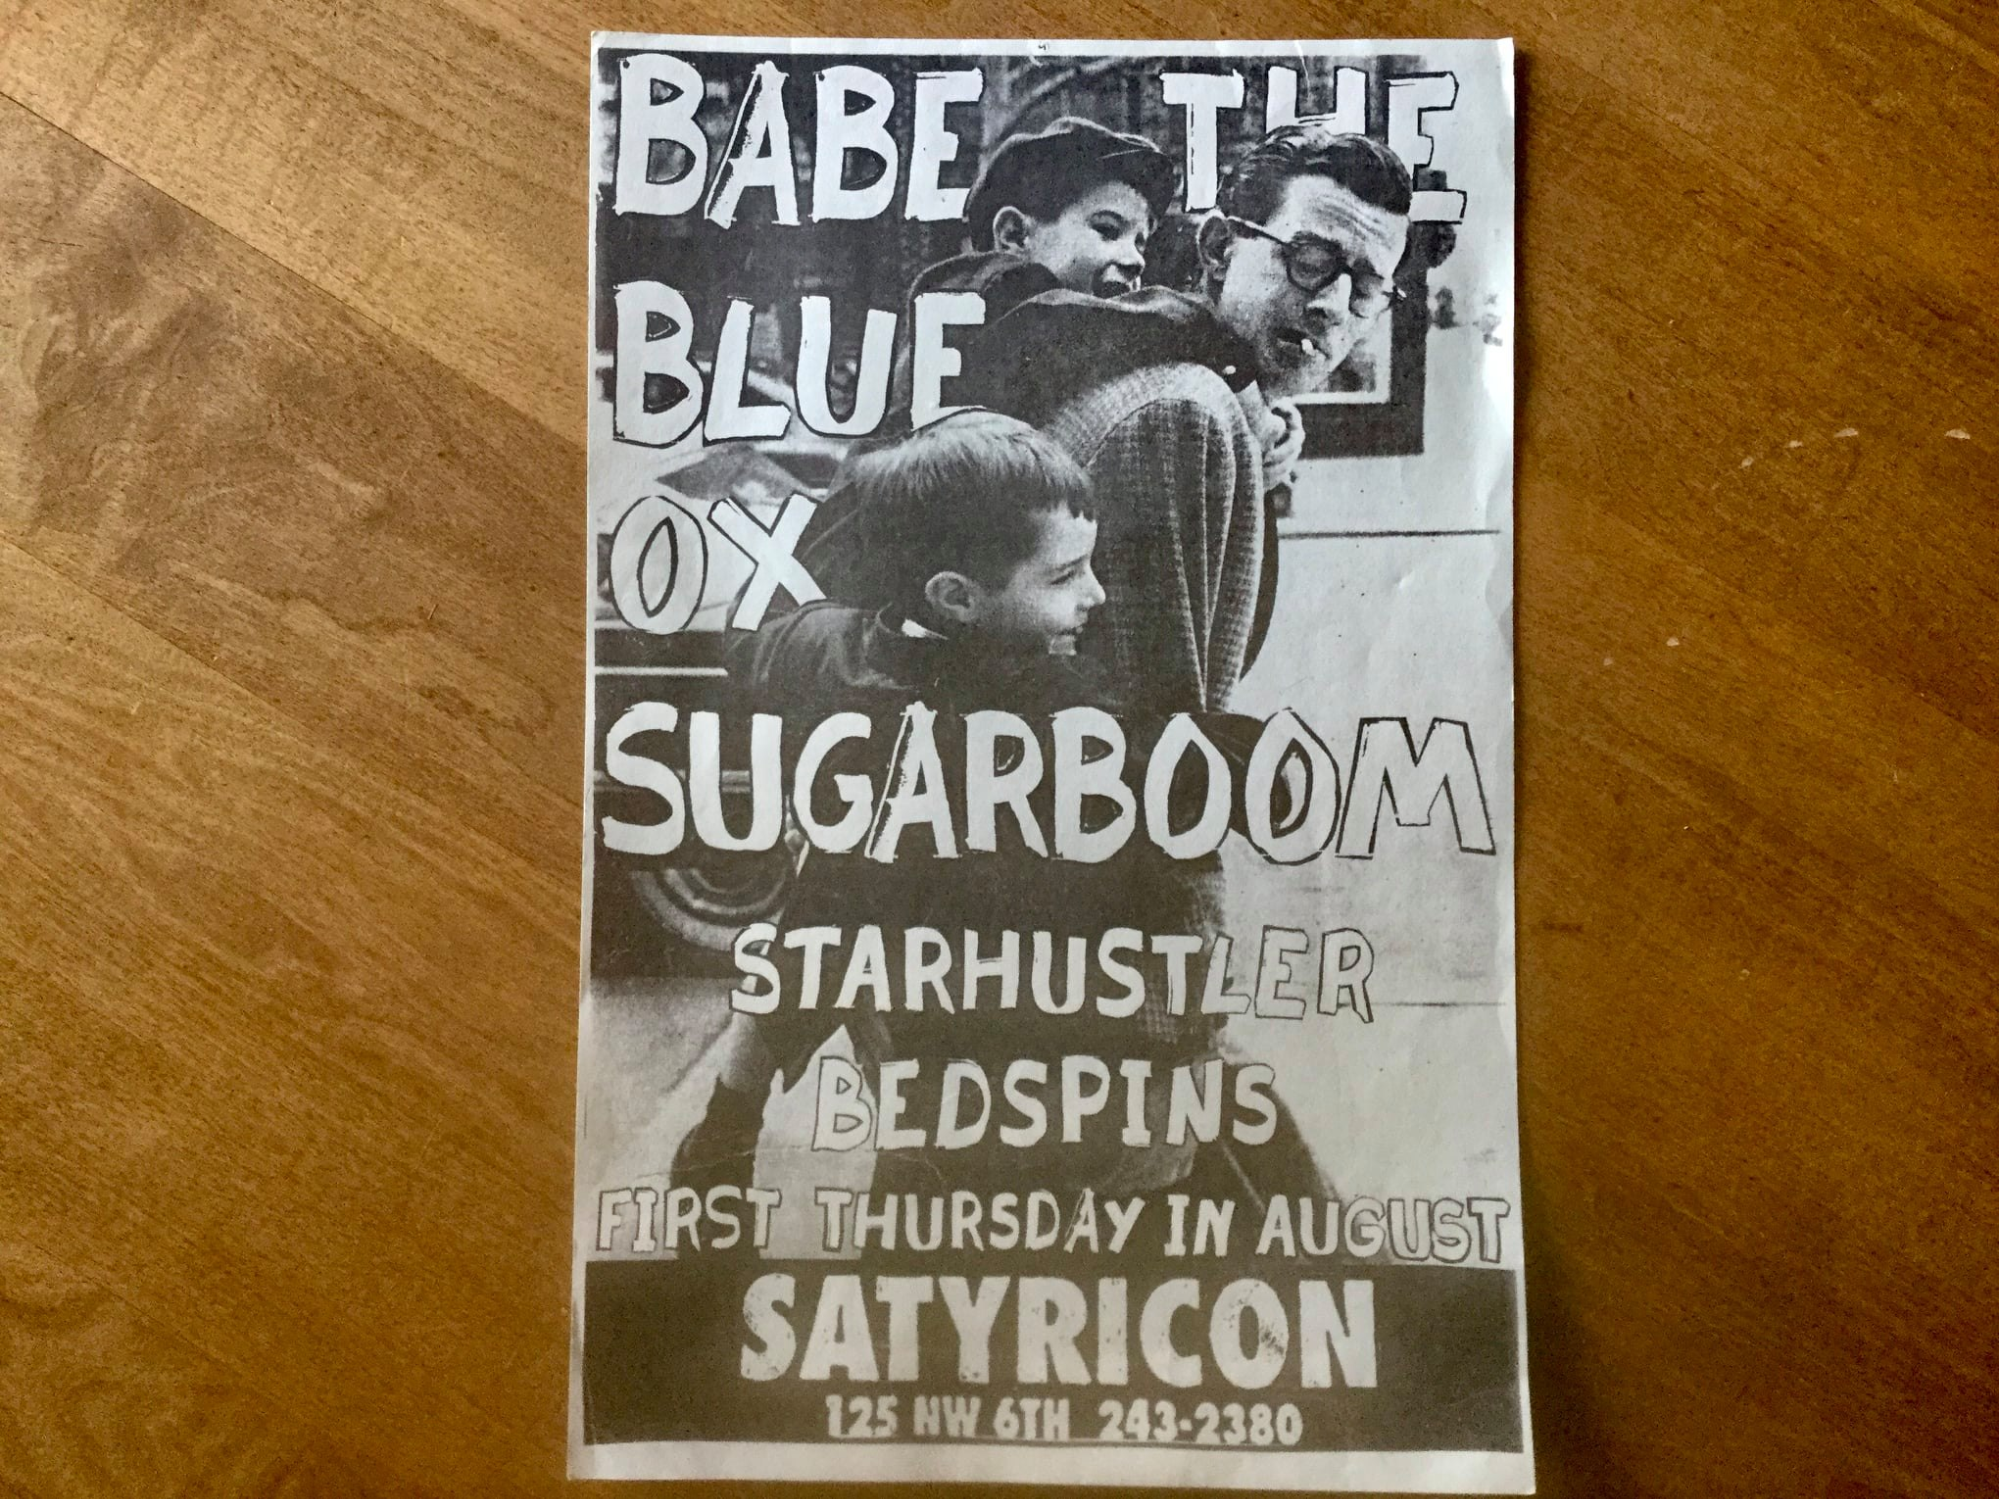 BABE THE
BLUE
OX
SUGARBOOM
STARHUSTLER
BEDSPINS
FIRST THURSDAY IN AUGUST
SATYRICON
125 NW 6TH 243-2380